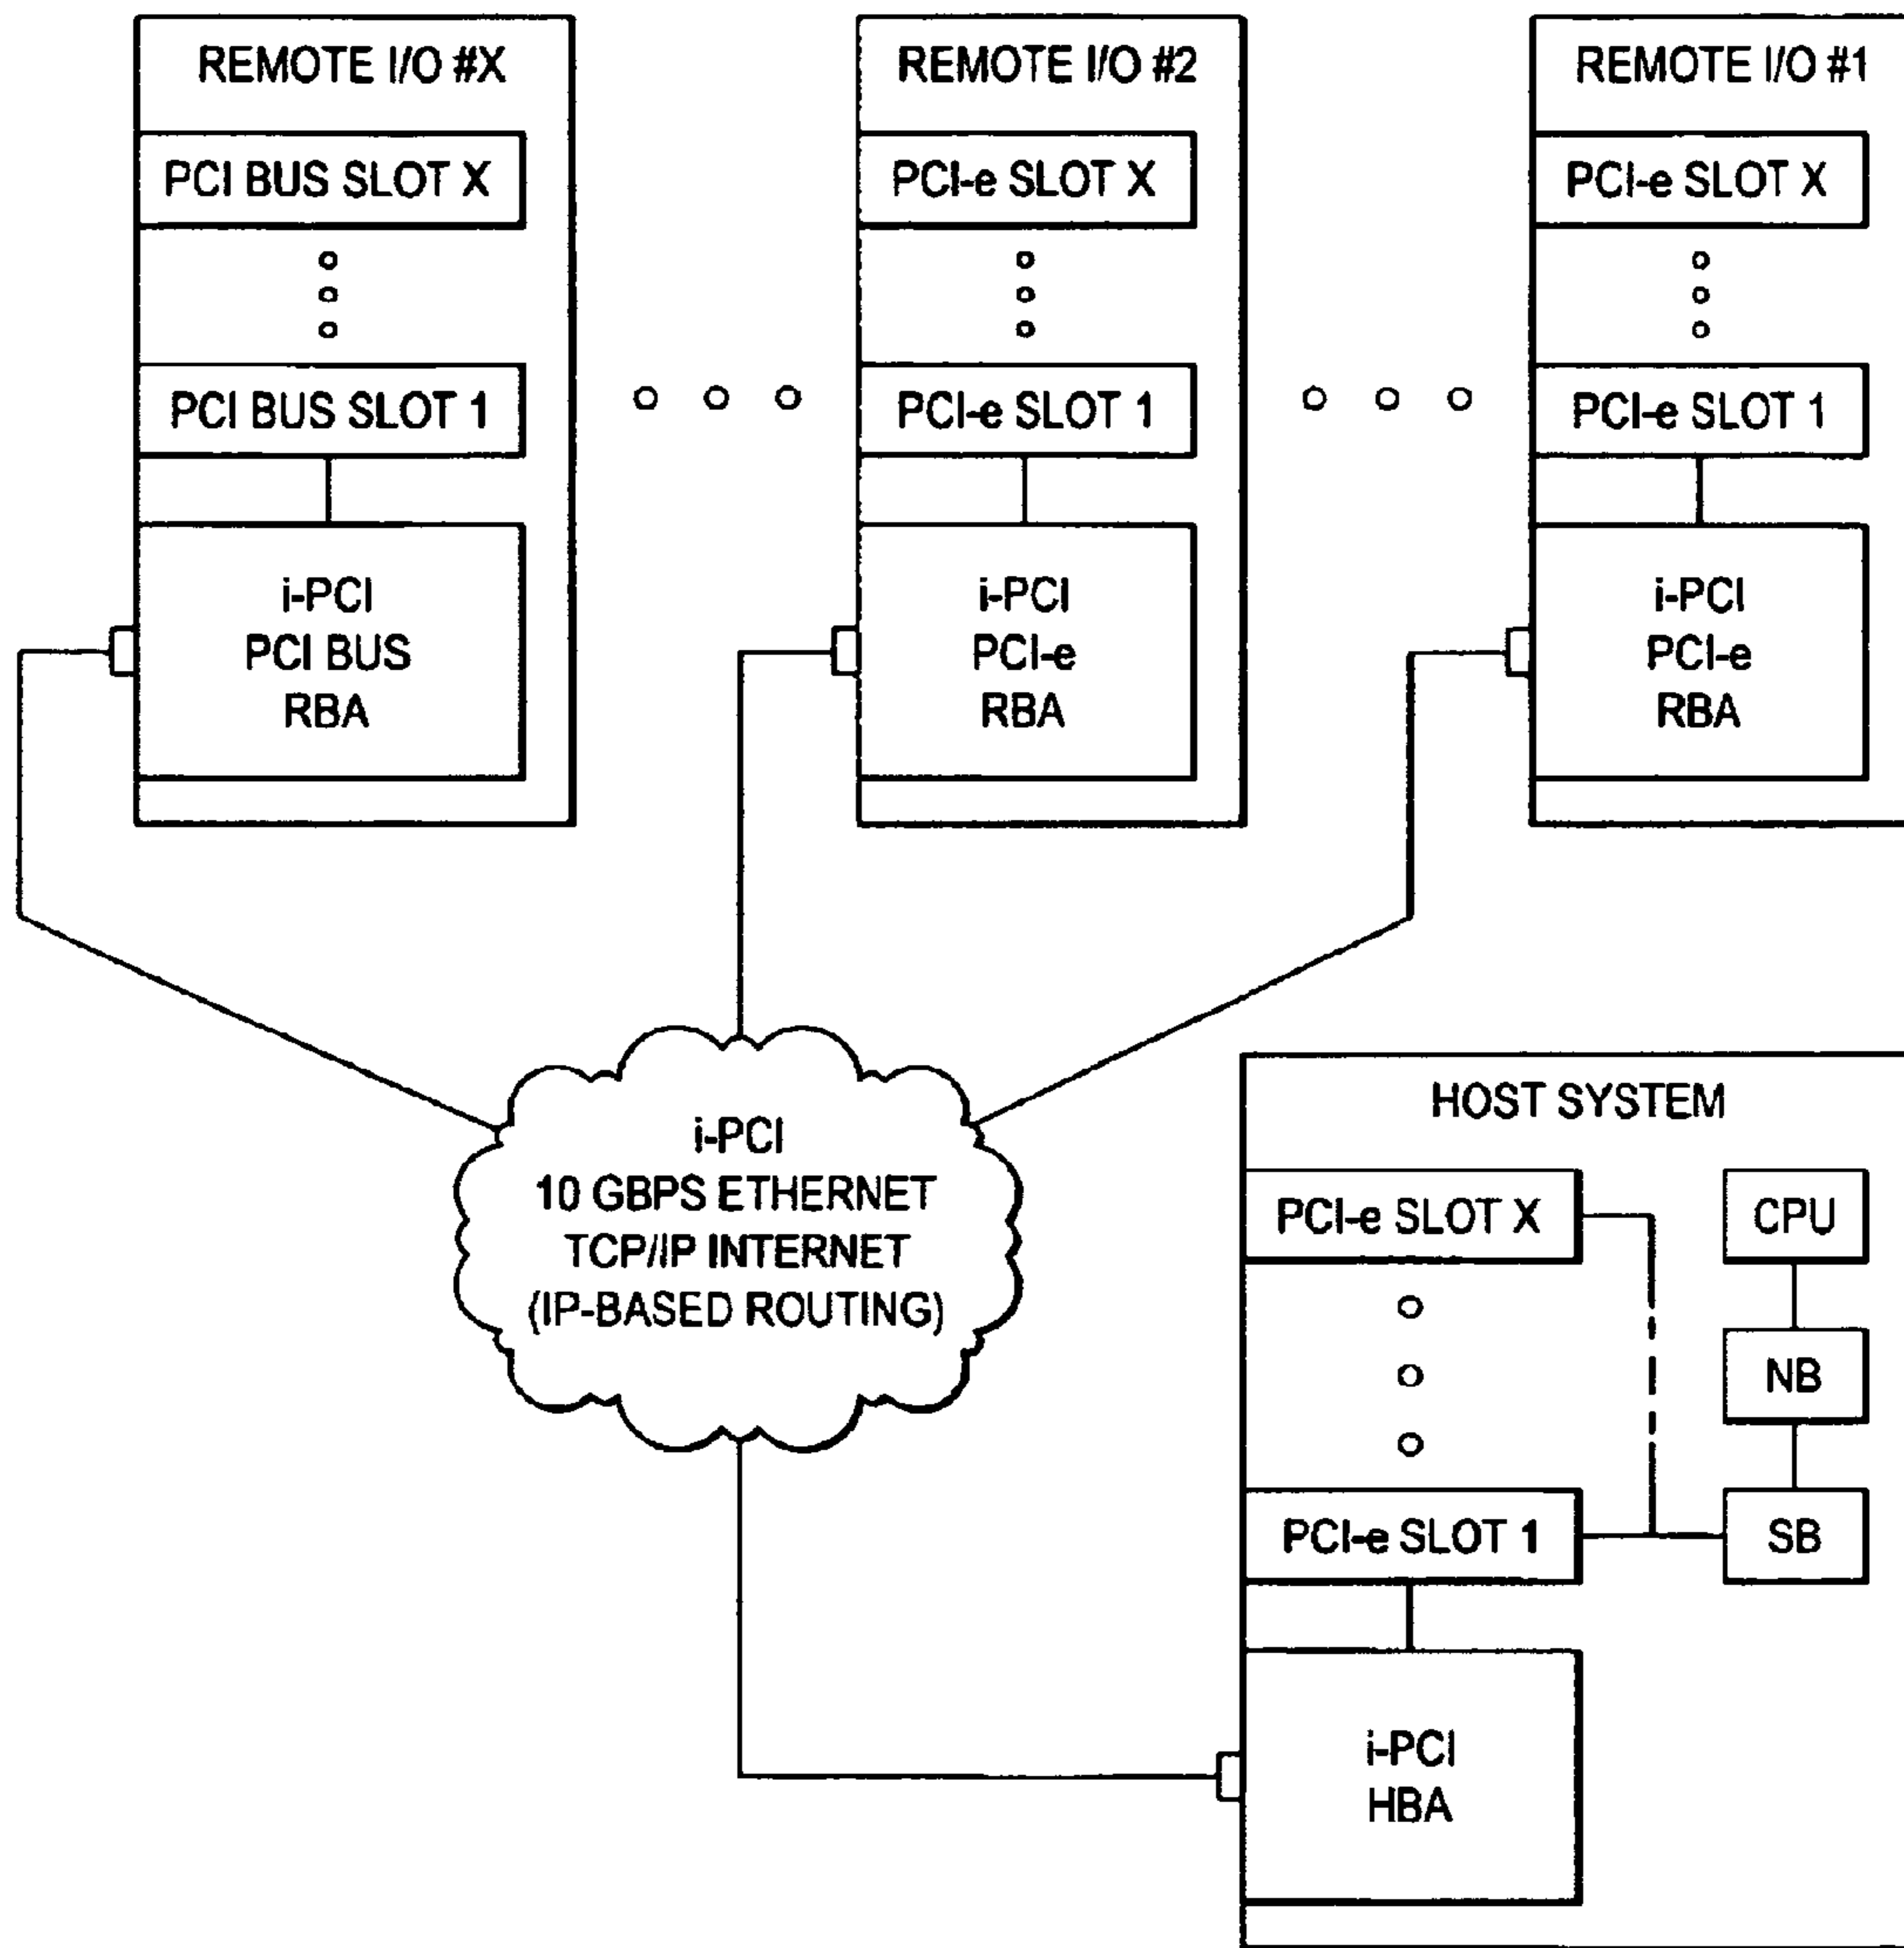 REMOTE I/O #X
PCI BUS SLOT X
PCI BUS SLOT 1
i-PCI
PCI BUS
RBA
REMOTE I/O #2
PCI-e SLOT X
PCI-e SLOT 1
i-PCI
PCI-e
RBA
REMOTE I/O #1
PCI-e SLOT X
PCI-e SLOT 1
i-PCI
PCI-e
RBA
i-PCI
10 GBPS ETHERNET
TCP/IP INTERNET
(IP-BASED ROUTING)
HOST SYSTEM
PCI-e SLOT X
CPU
NB
PCI-e SLOT 1
SB
i-PCI
HBA